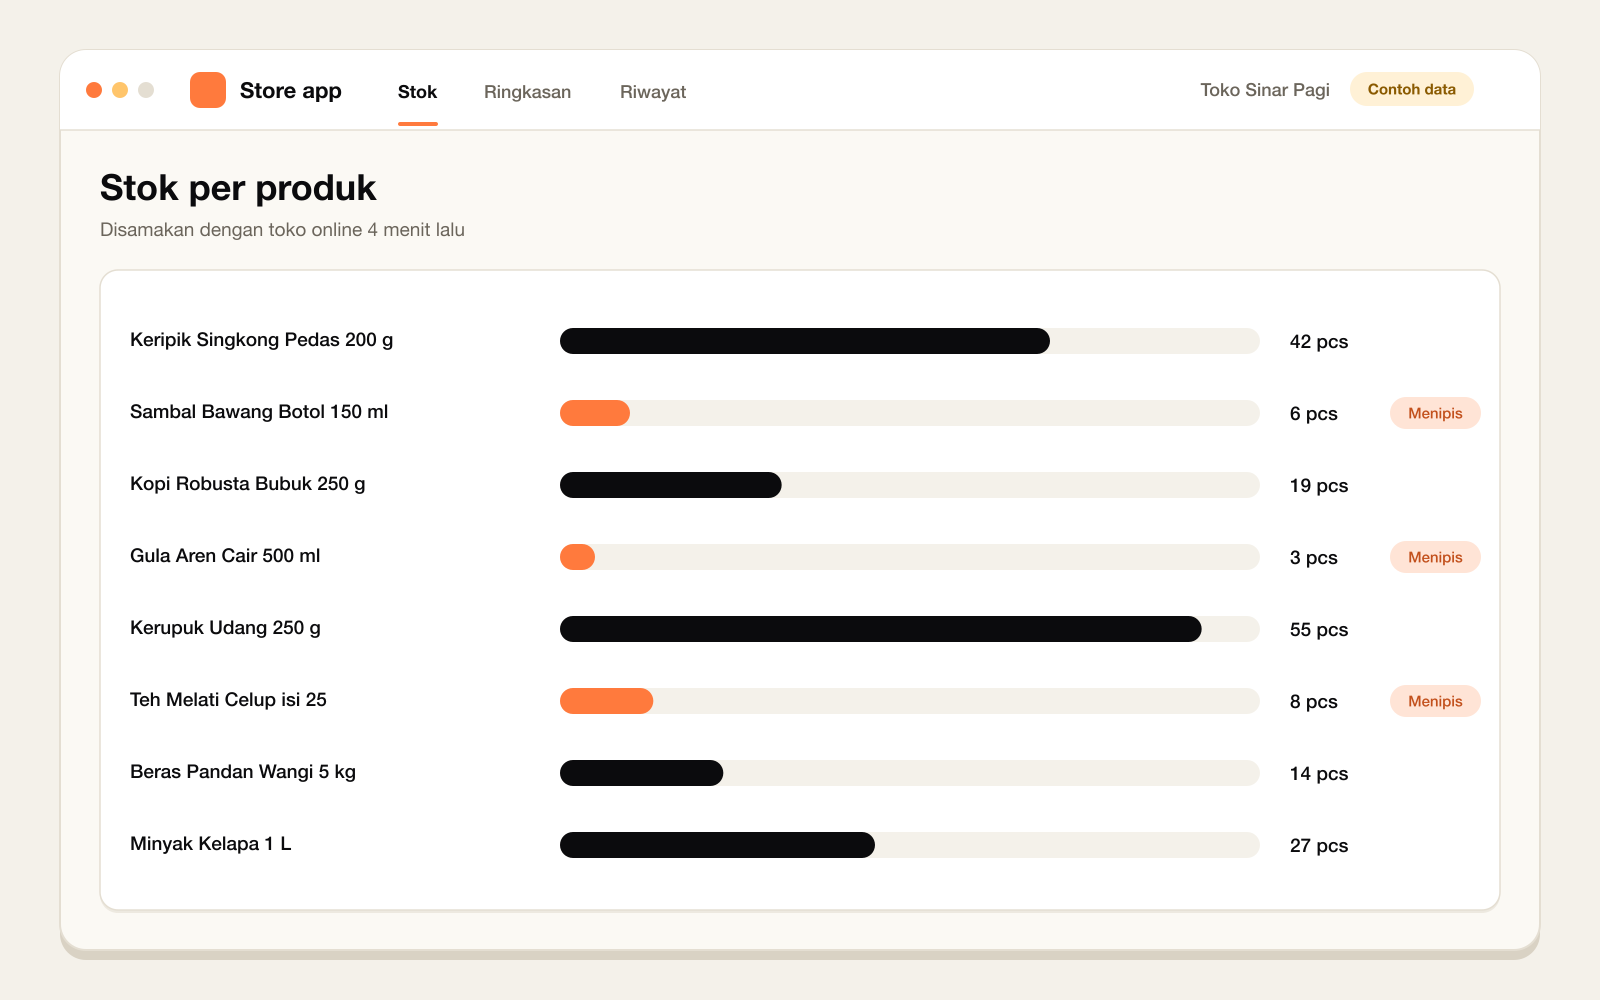 Store app
Stok
Ringkasan
Riwayat
Toko Sinar Pagi
Contoh data
Stok per produk
Disamakan dengan toko online 4 menit lalu
Keripik Singkong Pedas 200 g
42 pcs
Sambal Bawang Botol 150 ml
6 pcs
Menipis
Kopi Robusta Bubuk 250 g
19 pcs
Gula Aren Cair 500 ml
3 pcs
Menipis
Kerupuk Udang 250 g
55 pcs
Teh Melati Celup isi 25
8 pcs
Menipis
Beras Pandan Wangi 5 kg
14 pcs
Minyak Kelapa 1 L
27 pcs